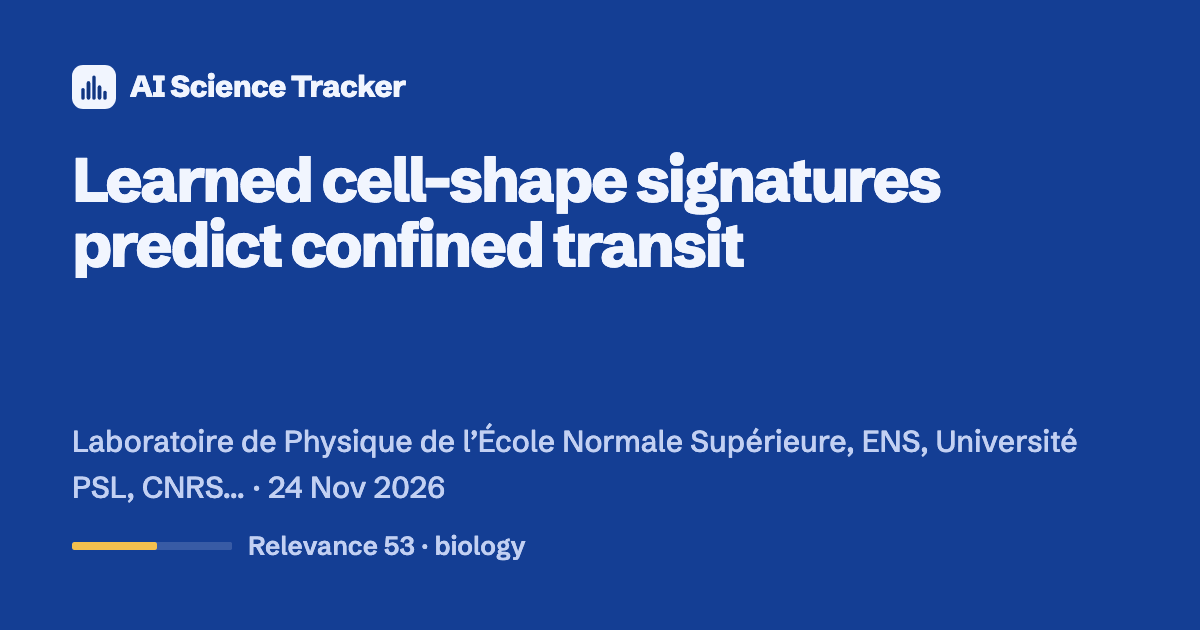 AI Science Tracker
Learned cell-shape signatures
predict confined transit
Laboratoire de Physique de l’École Normale Supérieure, ENS, Université
PSL, CNRS... · 24 Nov 2026
Relevance 53 · biology